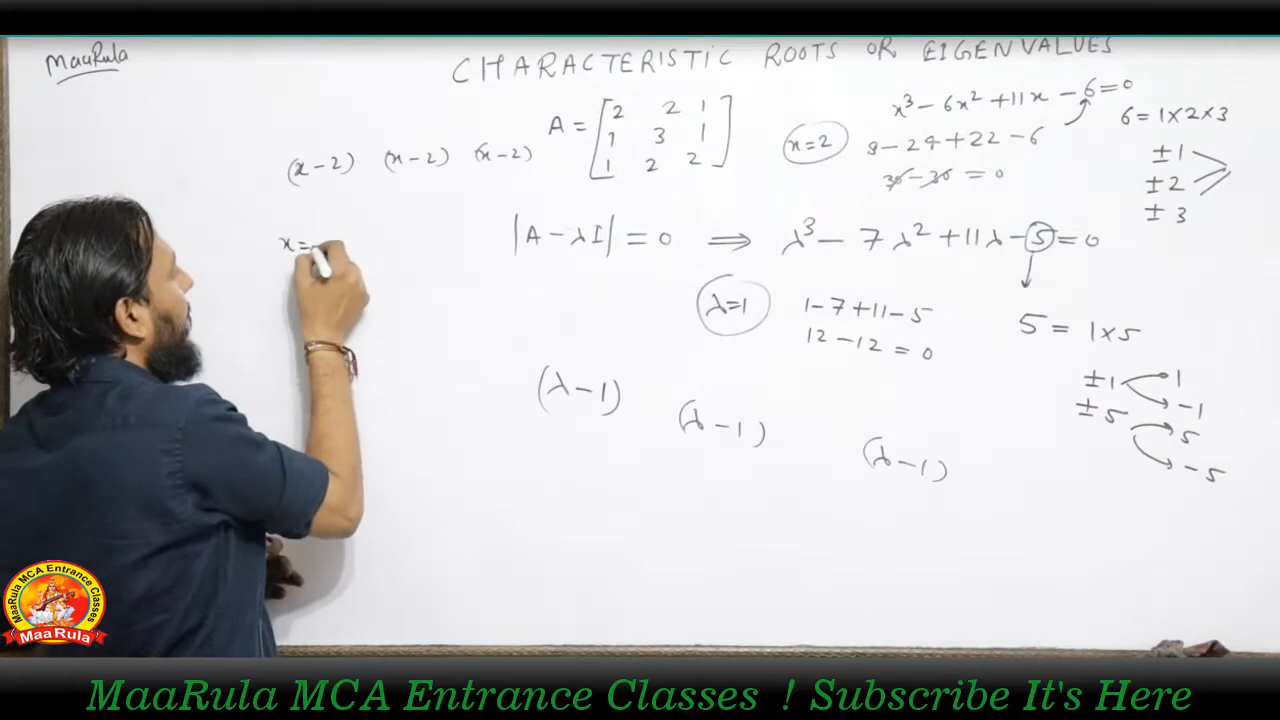 MaaRula
CHARACTERISTIC ROOTS OR EIGENVALUES
A = [2 2 1
1 3 1
1 2 2]
(x-2) (x-2) (x-2)
x=
x³ - 6x² + 11x - 6 = 0
x=2
8 - 24 + 22 - 6
30 - 30 = 0
6 = 1×2×3
±1
±2
±3
|A - λI| = 0 ⇒ λ³ - 7λ² + 11λ - 5 = 0
λ=1
1 - 7 + 11 - 5
12 - 12 = 0
5 = 1×5
±1 1
-1
±5 5
-5
(λ-1)
(λ-1)
(λ-1)
MaaRula MCA Entrance Classes
MaaRula
MaaRula MCA Entrance Classes ! Subscribe It's Here